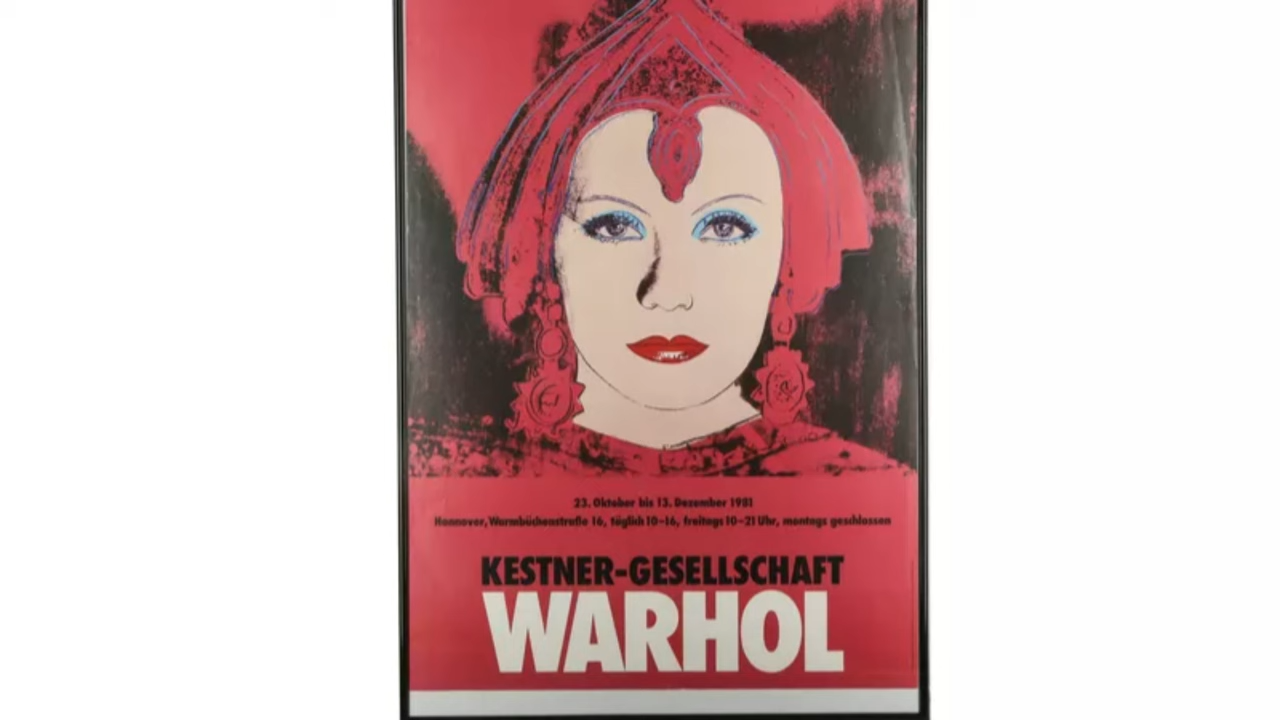 23. Oktober bis 13. Dezember 1981
Hannover, Warmbüchenstraße 16, täglich 10–16, freitags 10–21 Uhr, montags geschlossen
KESTNER-GESELLSCHAFT
WARHOL